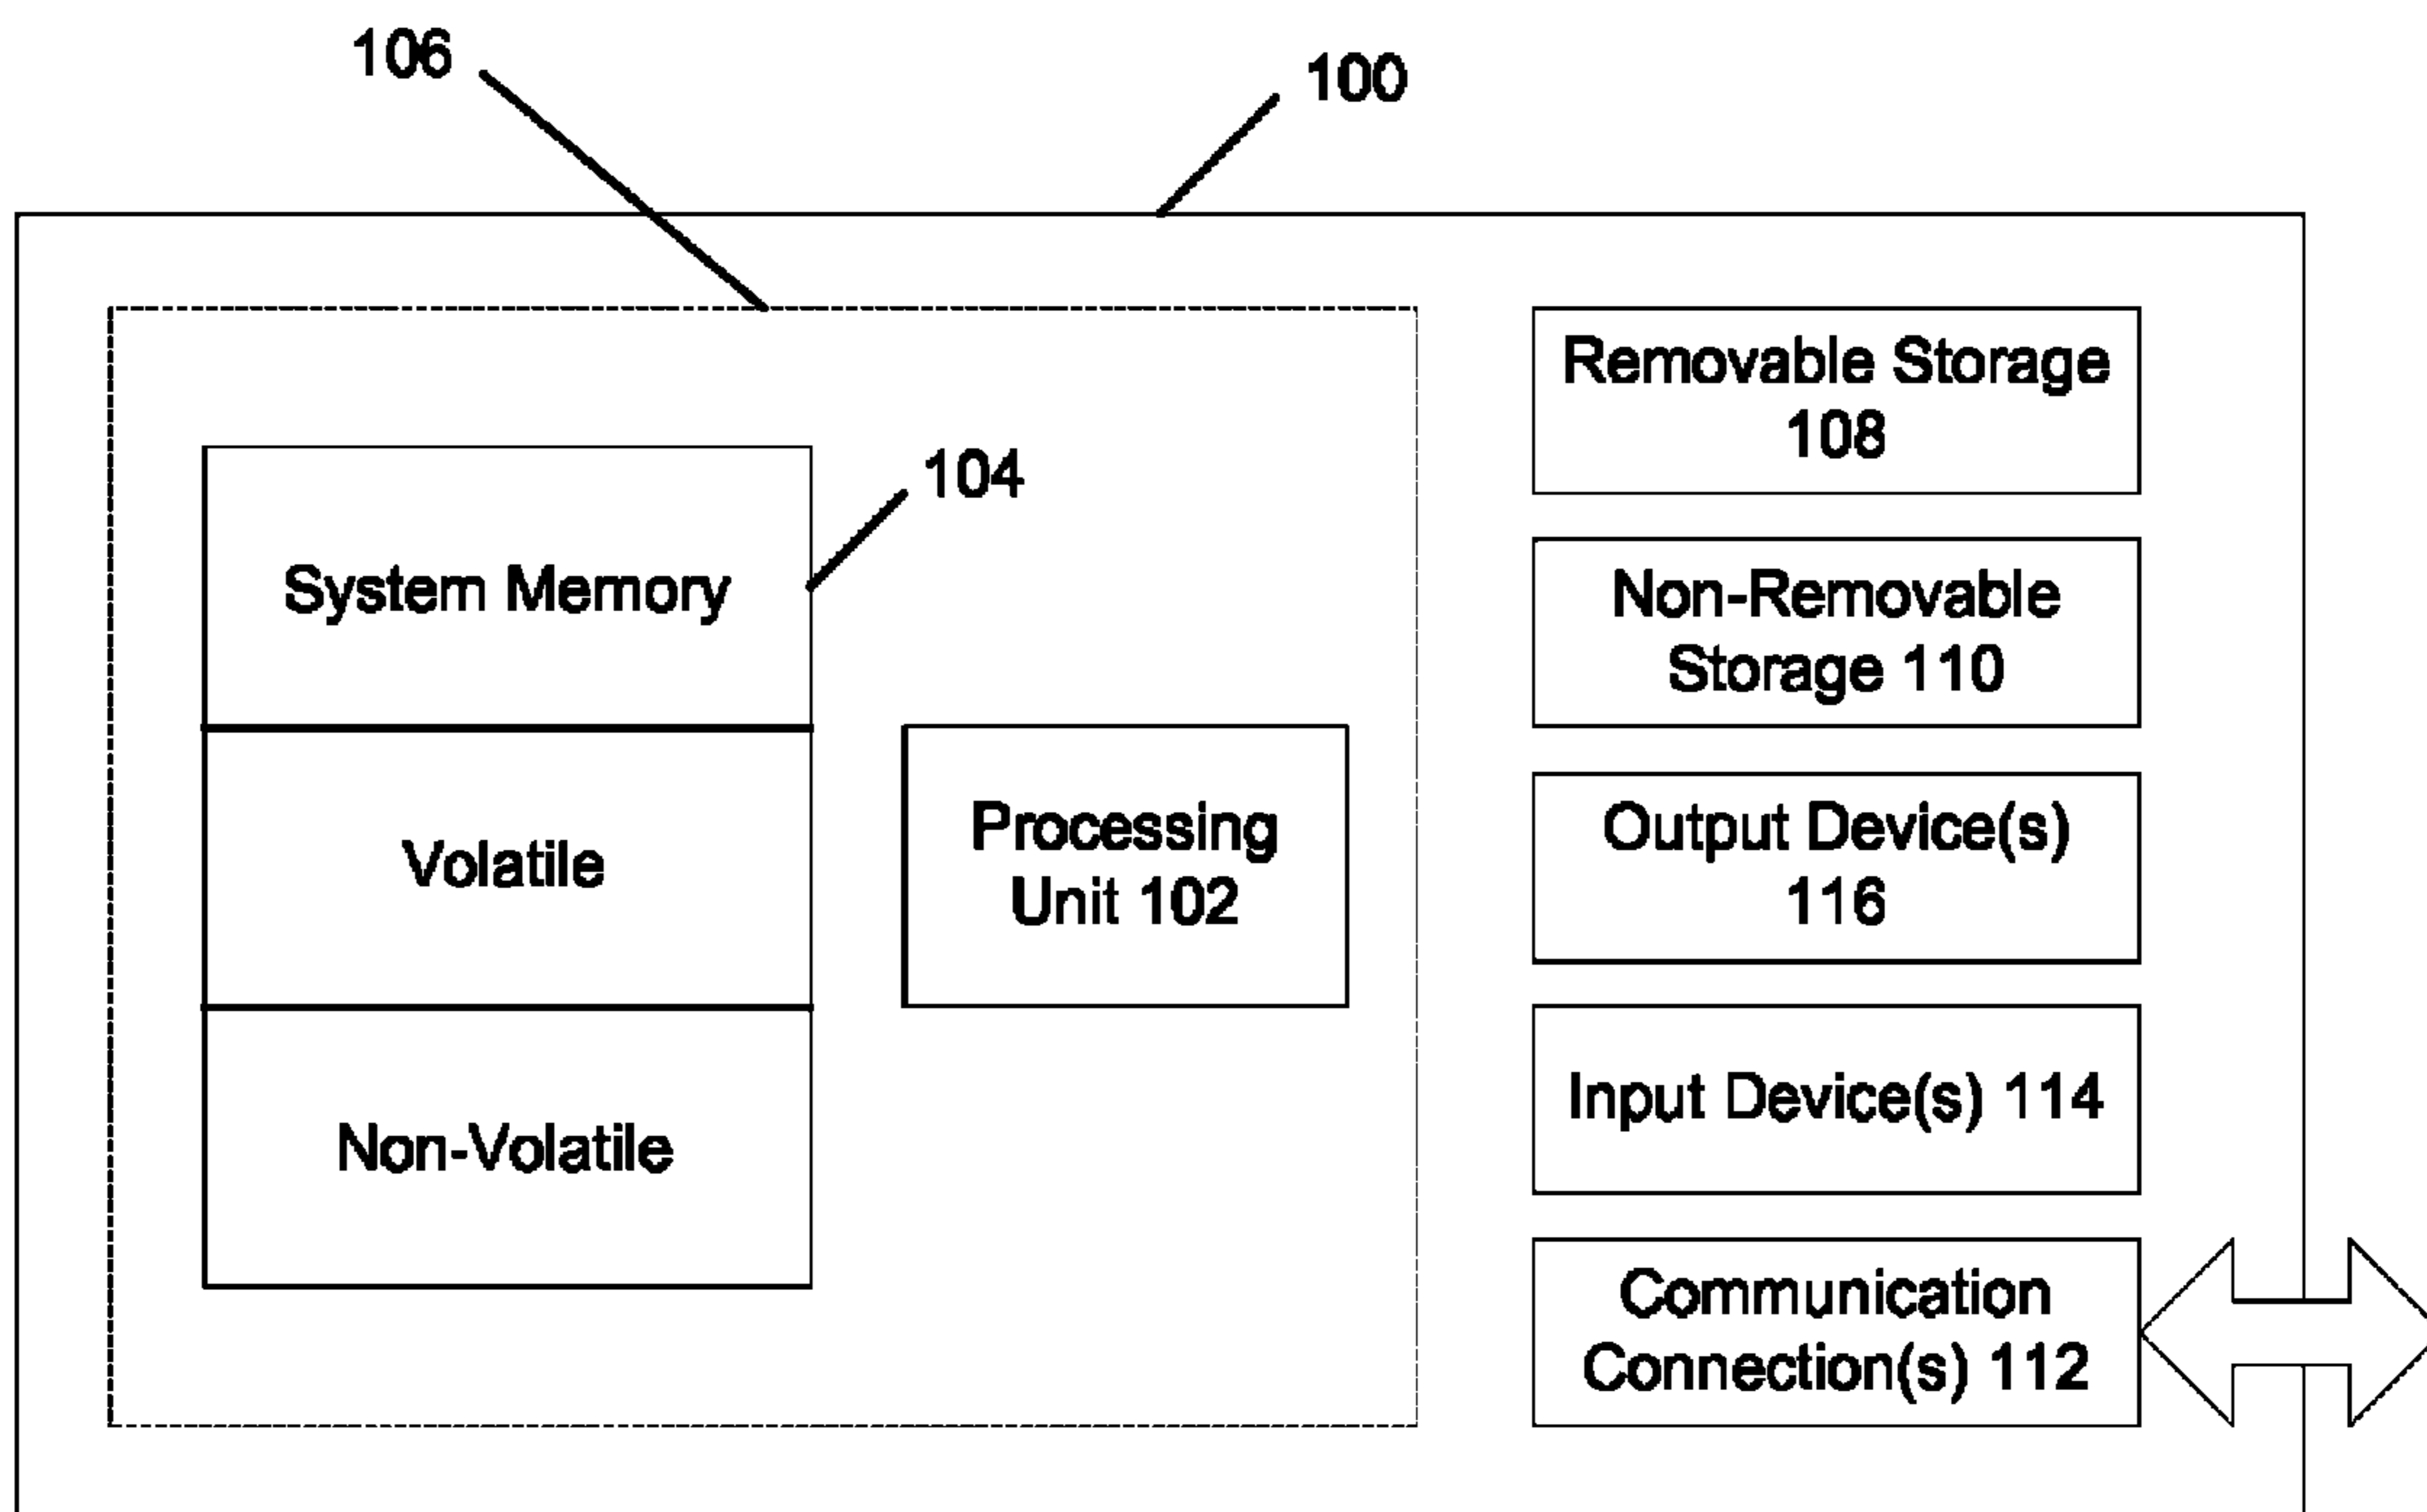 106
100
104
System Memory
Volatile
Non-Volatile
Processing
Unit 102
Removable Storage
108
Non-Removable
Storage 110
Output Device(s)
116
Input Device(s) 114
Communication
Connection(s) 112